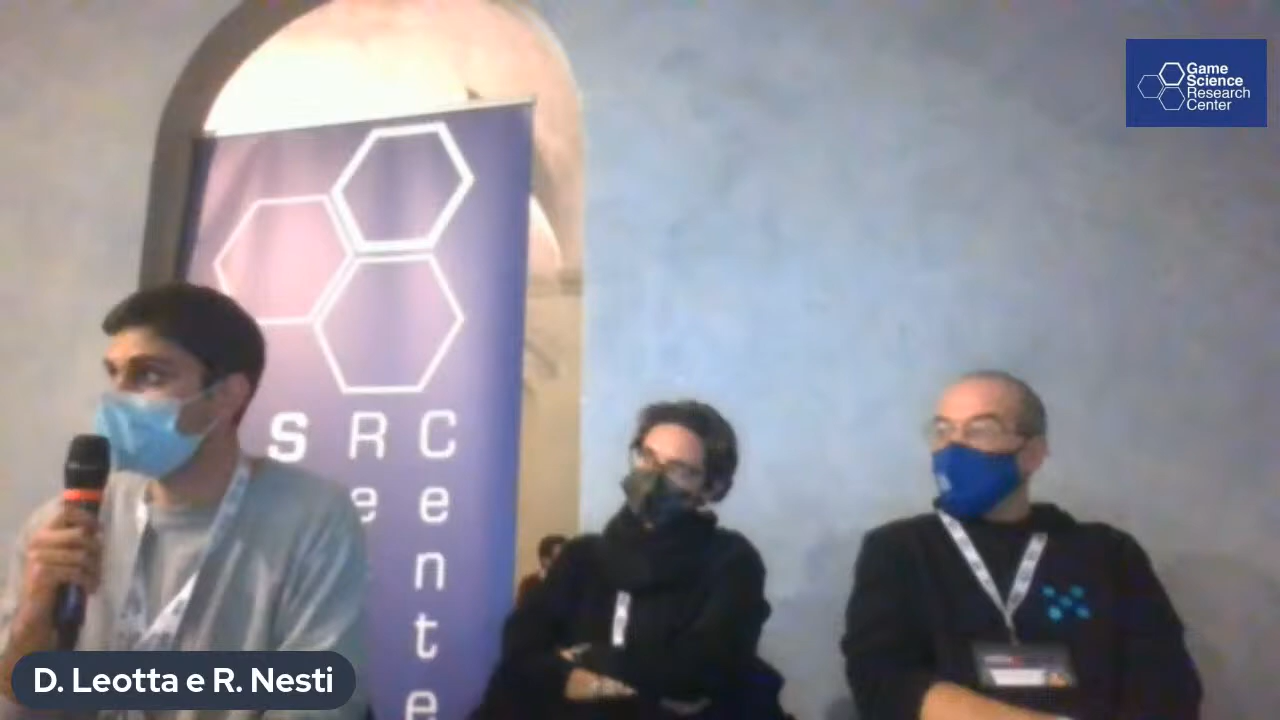 Game
Science
Research
Center
S R C
e e
n
t
e
D. Leotta e R. Nesti